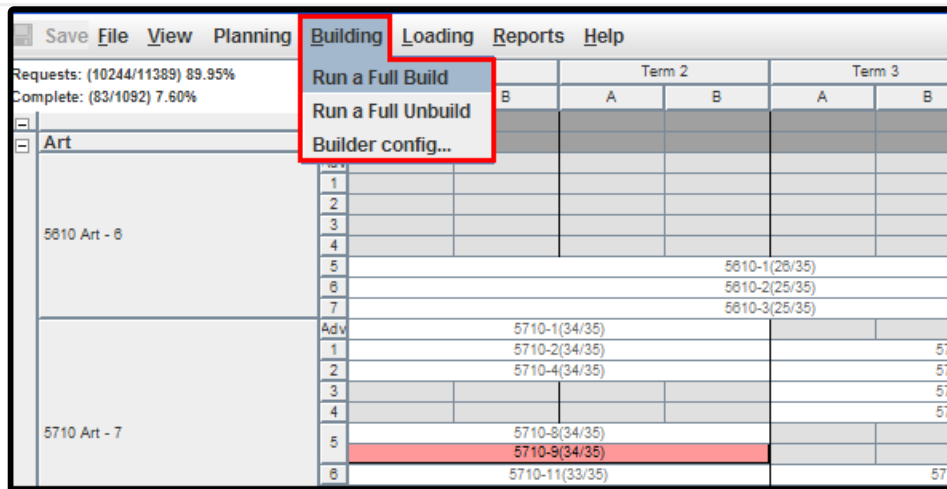 Save File View Planning Building Loading Reports Help
Requests: (10244/11389) 89.95%
Complete: (83/1092) 7.60%
Run a Full Build
Run a Full Unbuild
Builder config...
Term 2 Term 3
B A B A B
Art
5610 Art - 6
1
2
3
4
5 5610-1(26/35)
6 5610-2(25/35)
7 5610-3(25/35)
5710 Art - 7
Adv 5710-1(34/35)
1 5710-2(34/35)
2 5710-4(34/35)
3
4
5 5710-8(34/35)
5710-9(34/35)
6 5710-11(33/35)